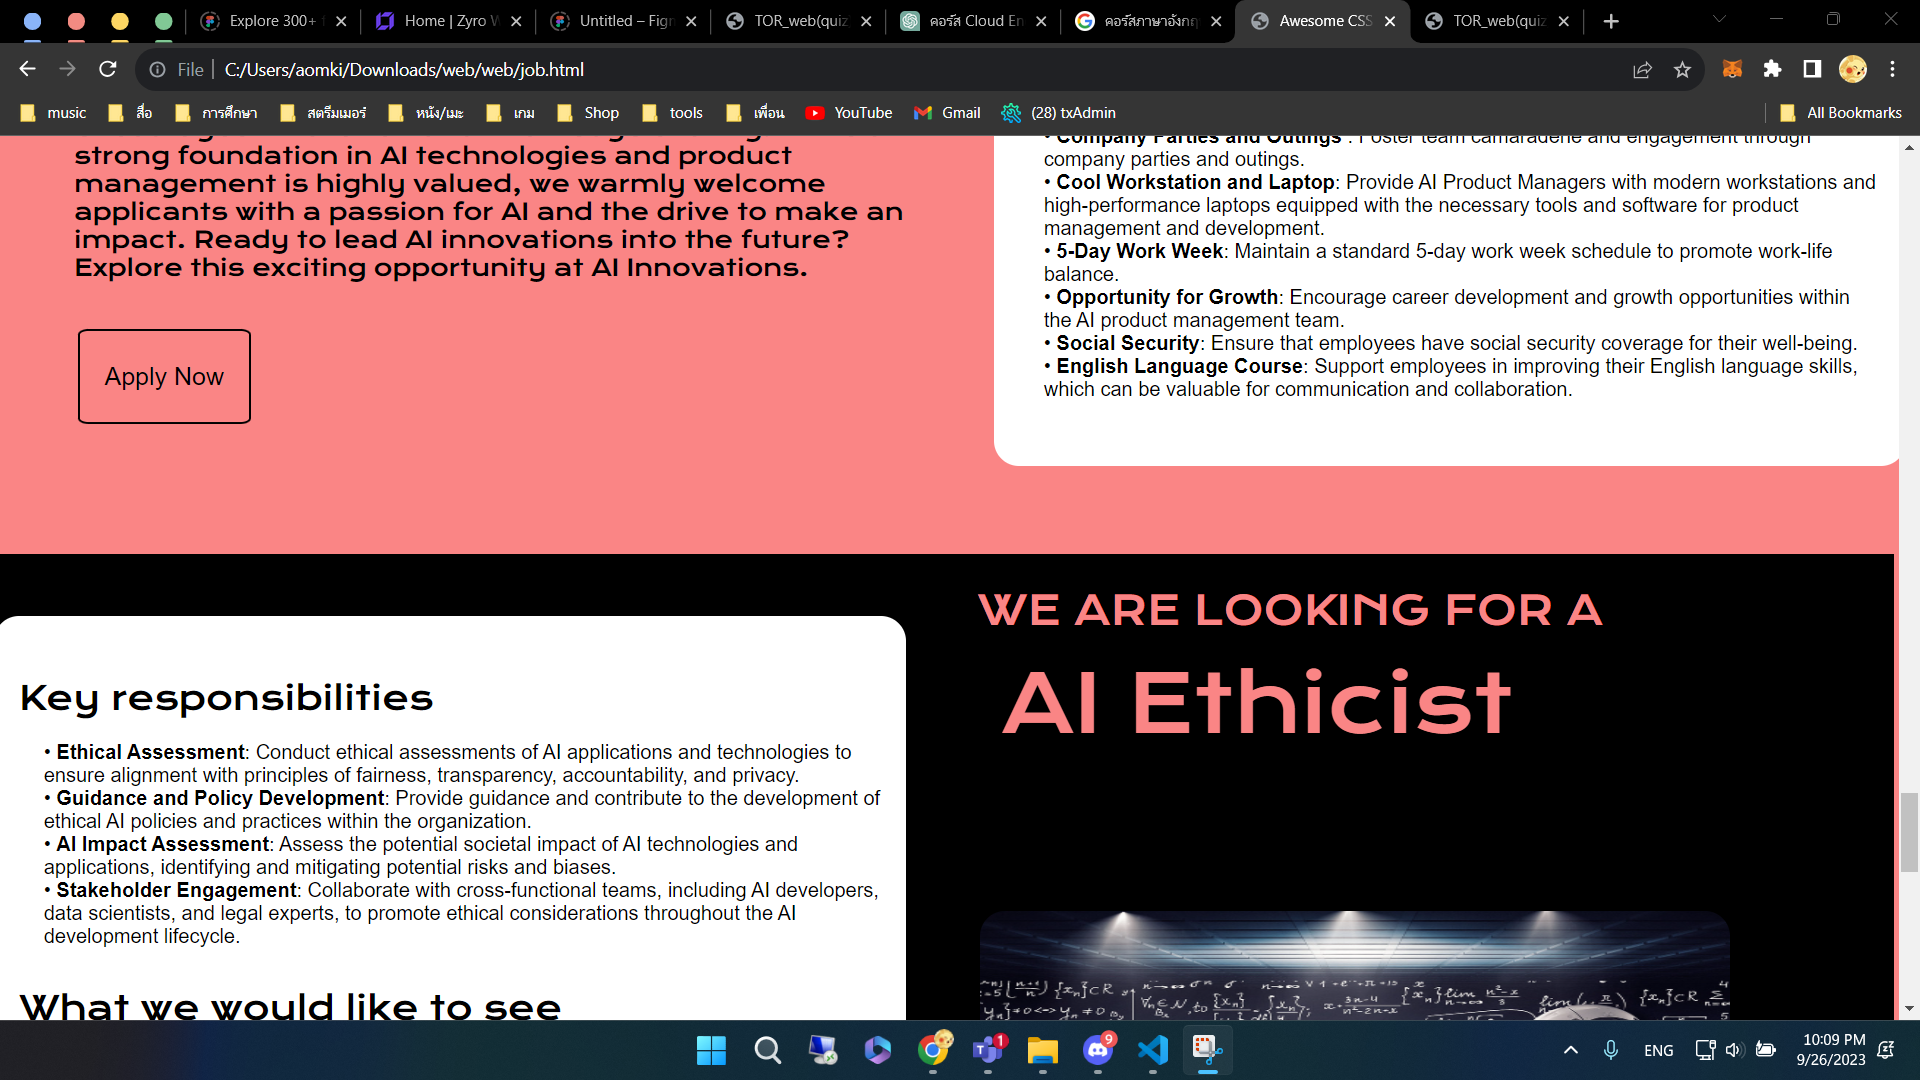 Explore 300+
Home | Zyro W
Untitled – Figm
TOR_web(quiz
คอร์ส Cloud En
คอร์สภาษาอังกฤ
Awesome CSS
TOR_web(quiz
File
C:/Users/aomki/Downloads/web/web/job.html
music
สื่อ
การศึกษา
สตรีมเมอร์
หนัง/เมะ
เกม
Shop
tools
เพื่อน
YouTube
Gmail
(28) txAdmin
All Bookmarks
strong foundation in AI technologies and product
management is highly valued, we warmly welcome
applicants with a passion for AI and the drive to make an
impact. Ready to lead AI innovations into the future?
Explore this exciting opportunity at AI Innovations.
Apply Now
• Company Parties and Outings : Foster team camaraderie and engagement through
company parties and outings.
• Cool Workstation and Laptop: Provide AI Product Managers with modern workstations and
high-performance laptops equipped with the necessary tools and software for product
management and development.
• 5-Day Work Week: Maintain a standard 5-day work week schedule to promote work-life
balance.
• Opportunity for Growth: Encourage career development and growth opportunities within
the AI product management team.
• Social Security: Ensure that employees have social security coverage for their well-being.
• English Language Course: Support employees in improving their English language skills,
which can be valuable for communication and collaboration.
Key responsibilities
• Ethical Assessment: Conduct ethical assessments of AI applications and technologies to
ensure alignment with principles of fairness, transparency, accountability, and privacy.
• Guidance and Policy Development: Provide guidance and contribute to the development of
ethical AI policies and practices within the organization.
• AI Impact Assessment: Assess the potential societal impact of AI technologies and
applications, identifying and mitigating potential risks and biases.
• Stakeholder Engagement: Collaborate with cross-functional teams, including AI developers,
data scientists, and legal experts, to promote ethical considerations throughout the AI
development lifecycle.
What we would like to see
WE ARE LOOKING FOR A
AI Ethicist
1
9
ENG
10:09 PM
9/26/2023